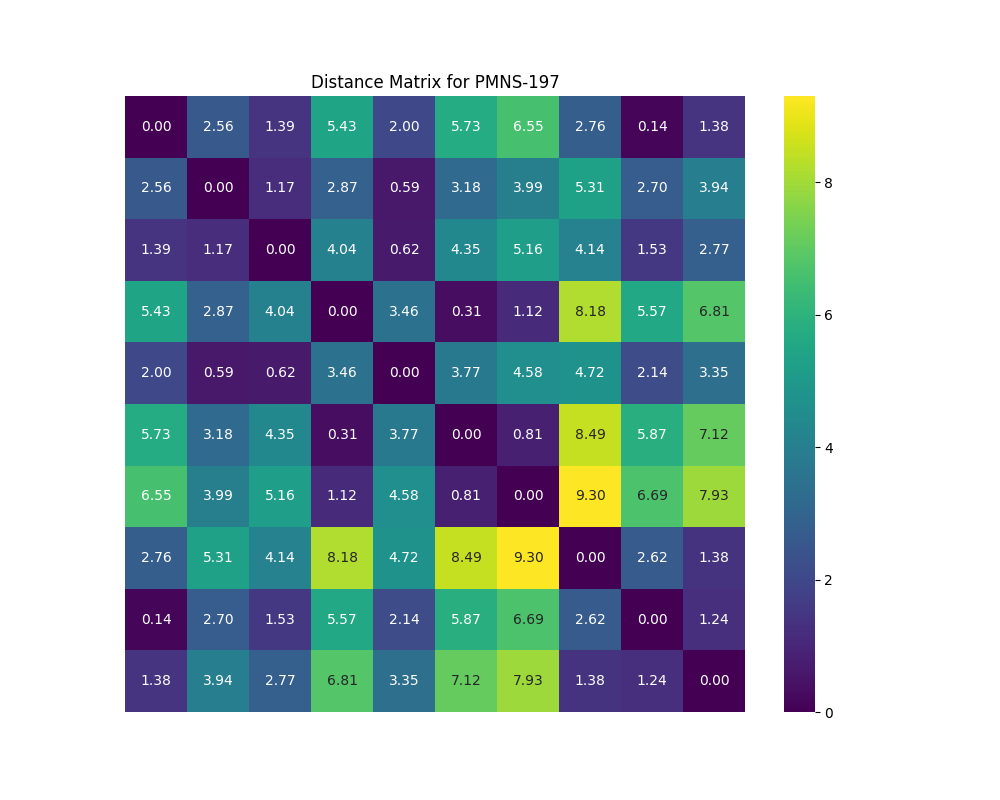 Distance Matrix for PMNS-197
0.00 2.56 1.39 5.43 2.00 5.73 6.55 2.76 0.14 1.38
2.56 0.00 1.17 2.87 0.59 3.18 3.99 5.31 2.70 3.94
1.39 1.17 0.00 4.04 0.62 4.35 5.16 4.14 1.53 2.77
5.43 2.87 4.04 0.00 3.46 0.31 1.12 8.18 5.57 6.81
2.00 0.59 0.62 3.46 0.00 3.77 4.58 4.72 2.14 3.35
5.73 3.18 4.35 0.31 3.77 0.00 0.81 8.49 5.87 7.12
6.55 3.99 5.16 1.12 4.58 0.81 0.00 9.30 6.69 7.93
2.76 5.31 4.14 8.18 4.72 8.49 9.30 0.00 2.62 1.38
0.14 2.70 1.53 5.57 2.14 5.87 6.69 2.62 0.00 1.24
1.38 3.94 2.77 6.81 3.35 7.12 7.93 1.38 1.24 0.00
8
6
4
2
0